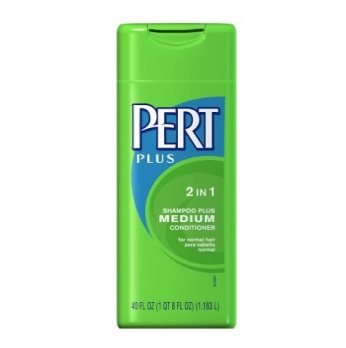 PERT
PLUS
2 IN 1
SHAMPOO PLUS
MEDIUM
CONDITIONER
for normal hair
para cabello
normal
40 FL OZ (1 QT 8 FL OZ) (1.183 L)